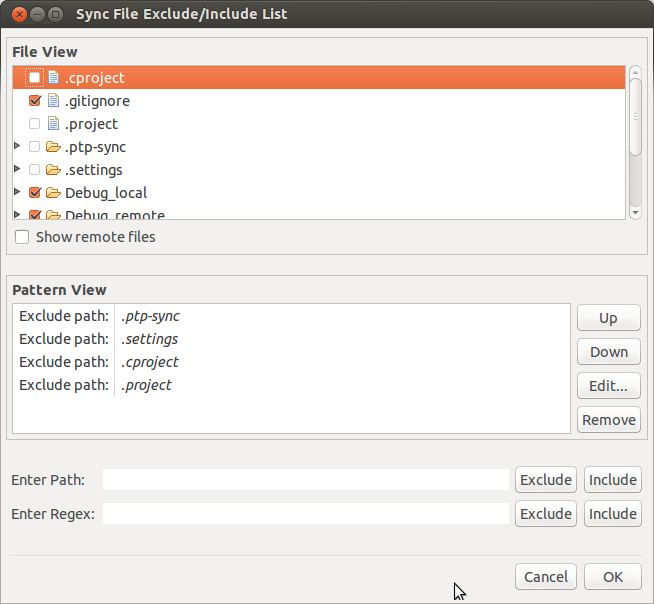 Sync File Exclude/Include List
File View
.cproject
.gitignore
.project
.ptp-sync
.settings
Debug_local
Debug_remote
Show remote files
Pattern View
Exclude path: .ptp-sync
Exclude path: .settings
Exclude path: .cproject
Exclude path: .project
Up
Down
Edit...
Remove
Enter Path: Exclude Include
Enter Regex: Exclude Include
Cancel OK